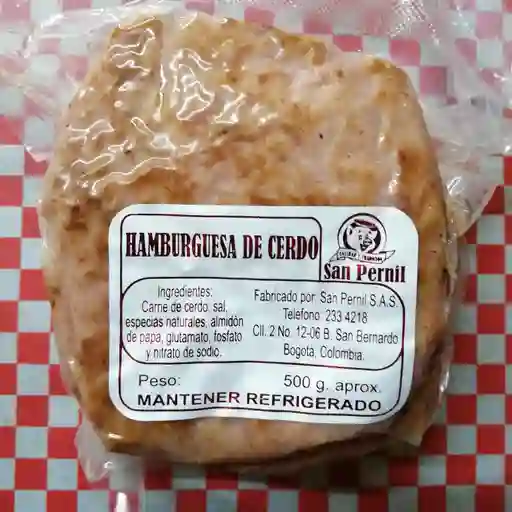 HAMBURGUESA DE CERDO
San Pernil
Ingredientes:
Carne de cerdo, sal,
especias naturales, almidón
de papa, glutamato, fosfato
y nitrato de sodio.
Fabricado por: San Pernil S.A.S.
Teléfono: 233 4218
Cll. 2 No. 12-06 B. San Bernardo
Bogotá, Colombia.
Peso: 500 g. aprox.
MANTENER REFRIGERADO